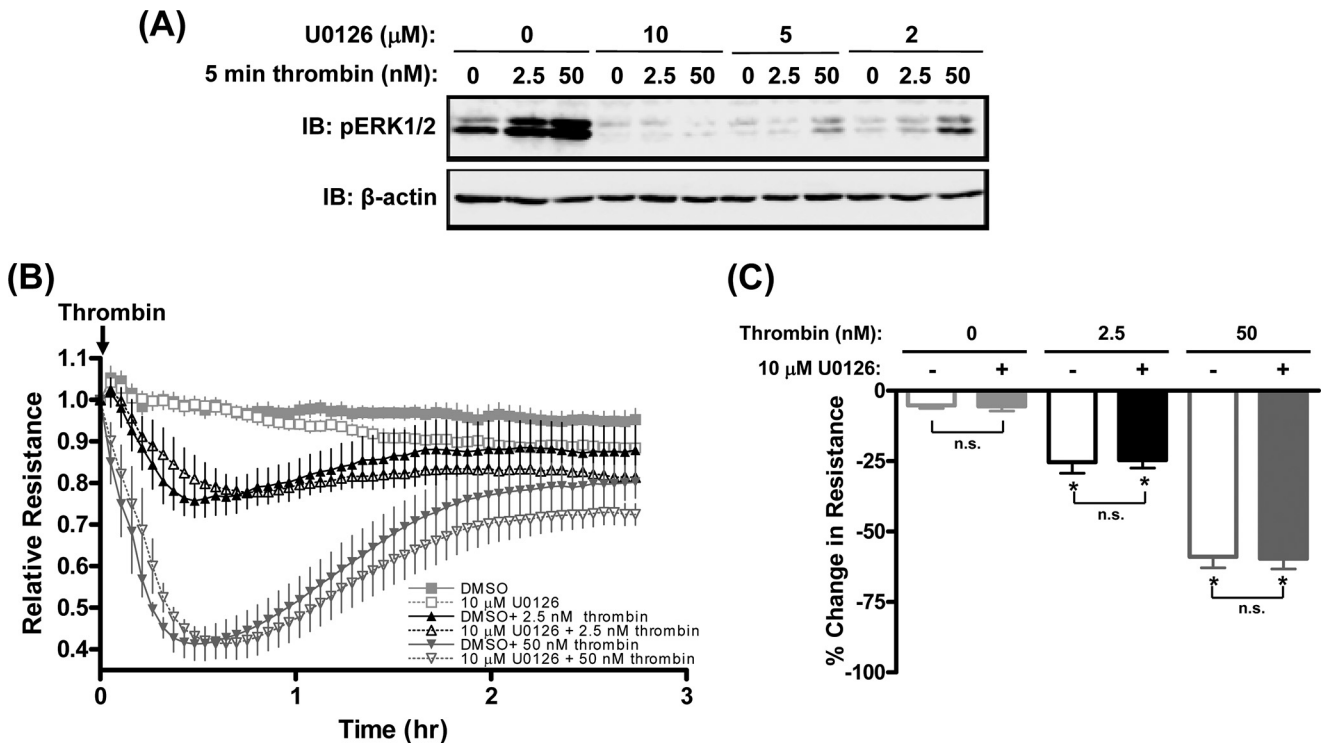 (A)
U0126 (μM): 0 10 5 2
5 min thrombin (nM): 0 2.5 50 0 2.5 50 0 2.5 50 0 2.5 50
IB: pERK1/2
IB: β-actin
(B)
Thrombin
1.1
1.0
0.9
0.8
0.7
0.6
0.5
0.4
Relative Resistance
DMSO
10 μM U0126
DMSO+ 2.5 nM thrombin
10 μM U0126 + 2.5 nM thrombin
DMSO+ 50 nM thrombin
10 μM U0126 + 50 nM thrombin
0 1 2 3
Time (hr)
(C)
Thrombin (nM): 0 2.5 50
10 μM U0126: - + - + - +
0
-25
-50
-75
-100
% Change in Resistance
n.s.
* *
n.s.
* *
n.s.